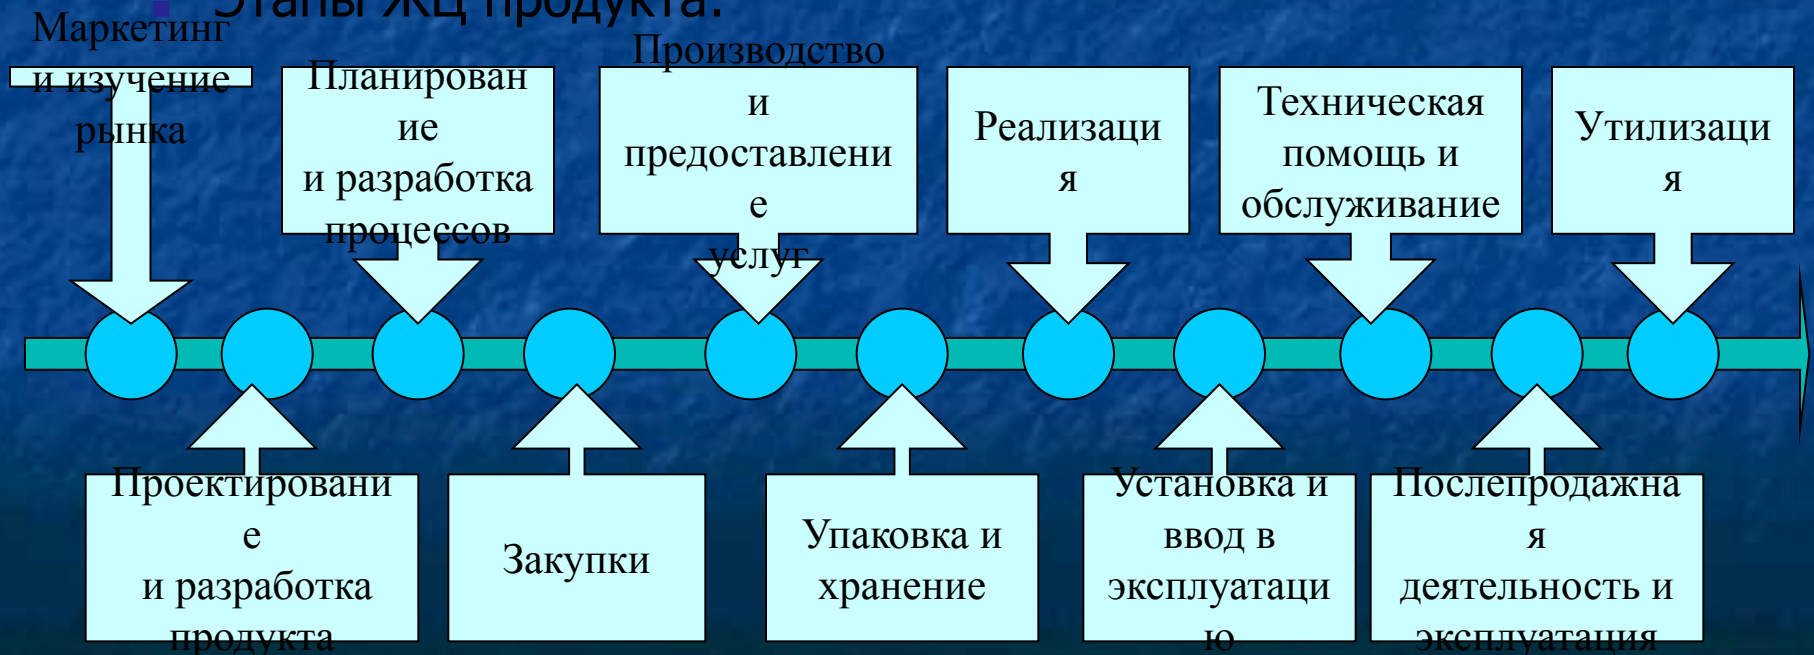 Этапы ЖЦ продукта:
Маркетинг
и изучение
рынка
Планирован
ие
и разработка
процессов
Производство
и
предоставлени
е
услуг
Реализаци
я
Техническая
помощь и
обслуживание
Утилизаци
я
Проектировани
е
и разработка
продукта
Закупки
Упаковка и
хранение
Установка и
ввод в
эксплуатаци
ю
Послепродажна
я
деятельность и
эксплуатация